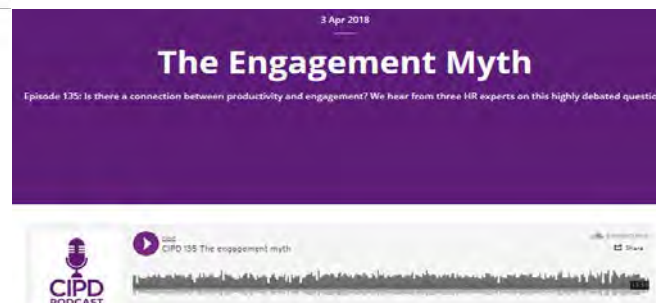 3 Apr 2018
The Engagement Myth
Episode 135: Is there a connection between productivity and engagement? We hear from three HR experts on this highly debated questio
CIPD 135 The engagement myth
Share
CIPD
PODCAST